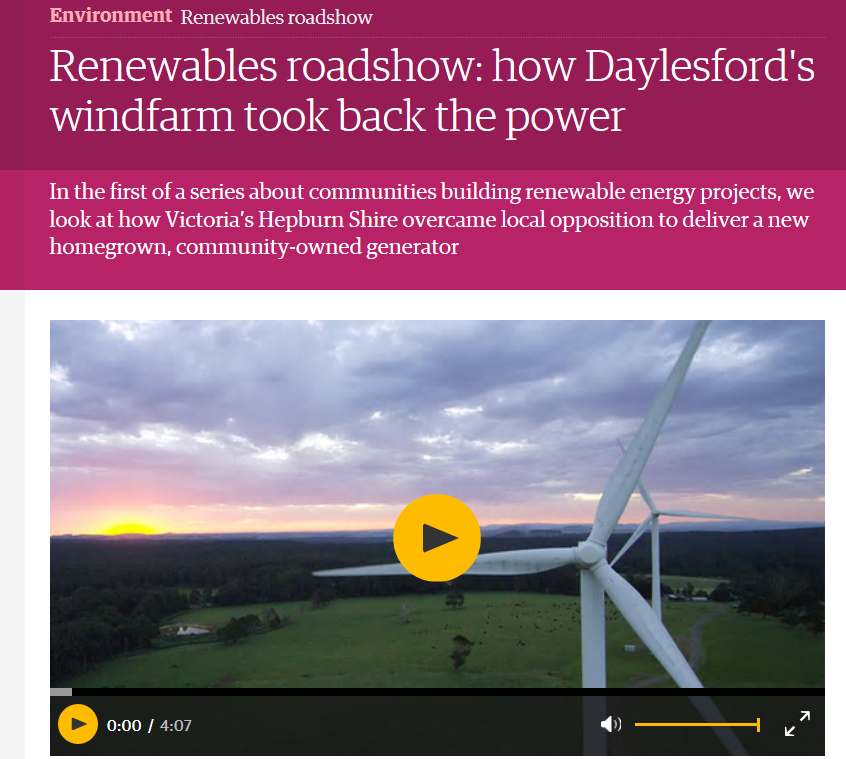 Environment Renewables roadshow
Renewables roadshow: how Daylesford's
windfarm took back the power
In the first of a series about communities building renewable energy projects, we
look at how Victoria’s Hepburn Shire overcame local opposition to deliver a new
homegrown, community-owned generator
0:00 / 4:07